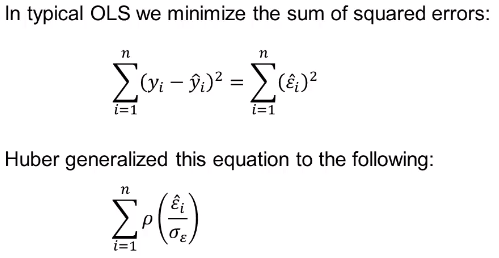 In typical OLS we minimize the sum of squared errors:
$\sum_{i=1}^{n}(y_i - \hat{y}_i)^2 = \sum_{i=1}^{n}(\hat{\varepsilon}_i)^2$
Huber generalized this equation to the following:
$\sum_{i=1}^{n}\rho\left(\frac{\hat{\varepsilon}_i}{\sigma_\varepsilon}\right)$